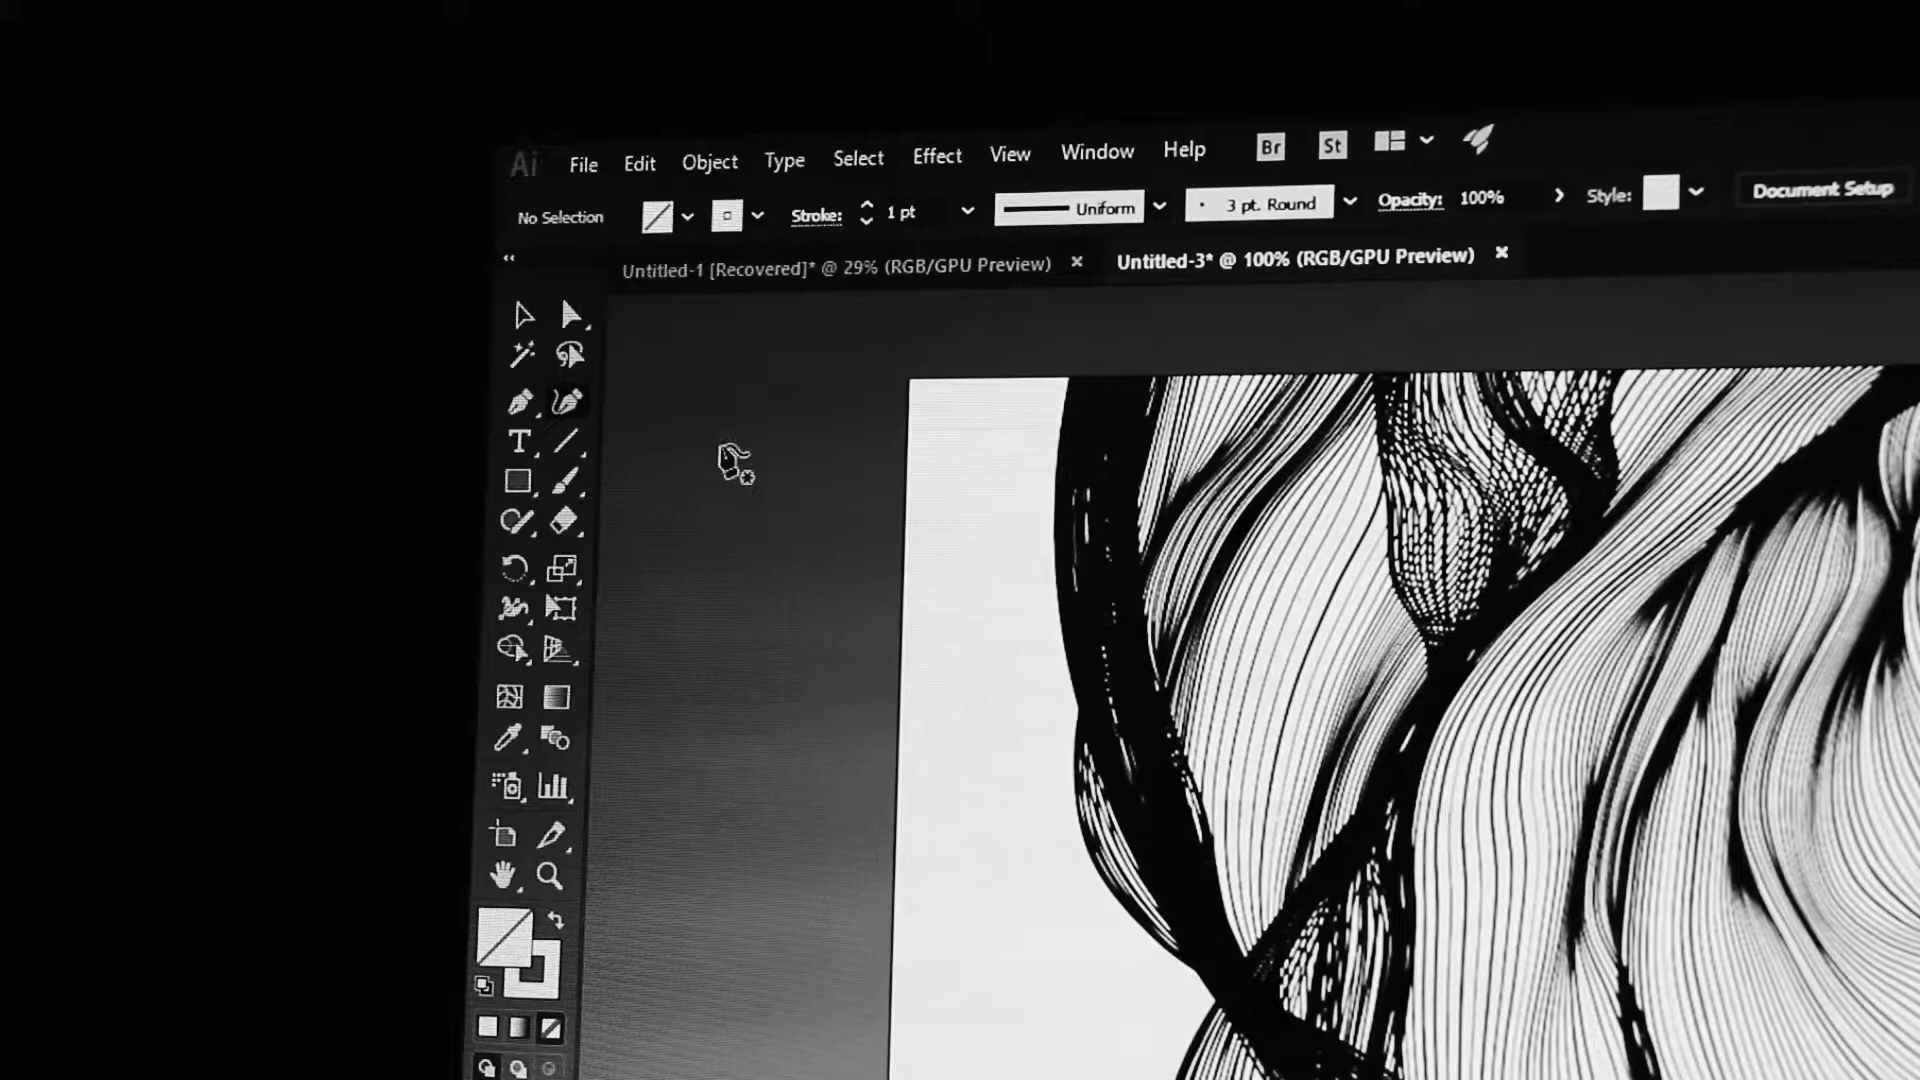 Ai File Edit Object Type Select Effect View Window Help Br St
No Selection Stroke: 1 pt Uniform 3 pt. Round Opacity: 100% Style: Document Setup
Untitled-1 [Recovered]* @ 29% (RGB/GPU Preview) × Untitled-3* @ 100% (RGB/GPU Preview) ×
T